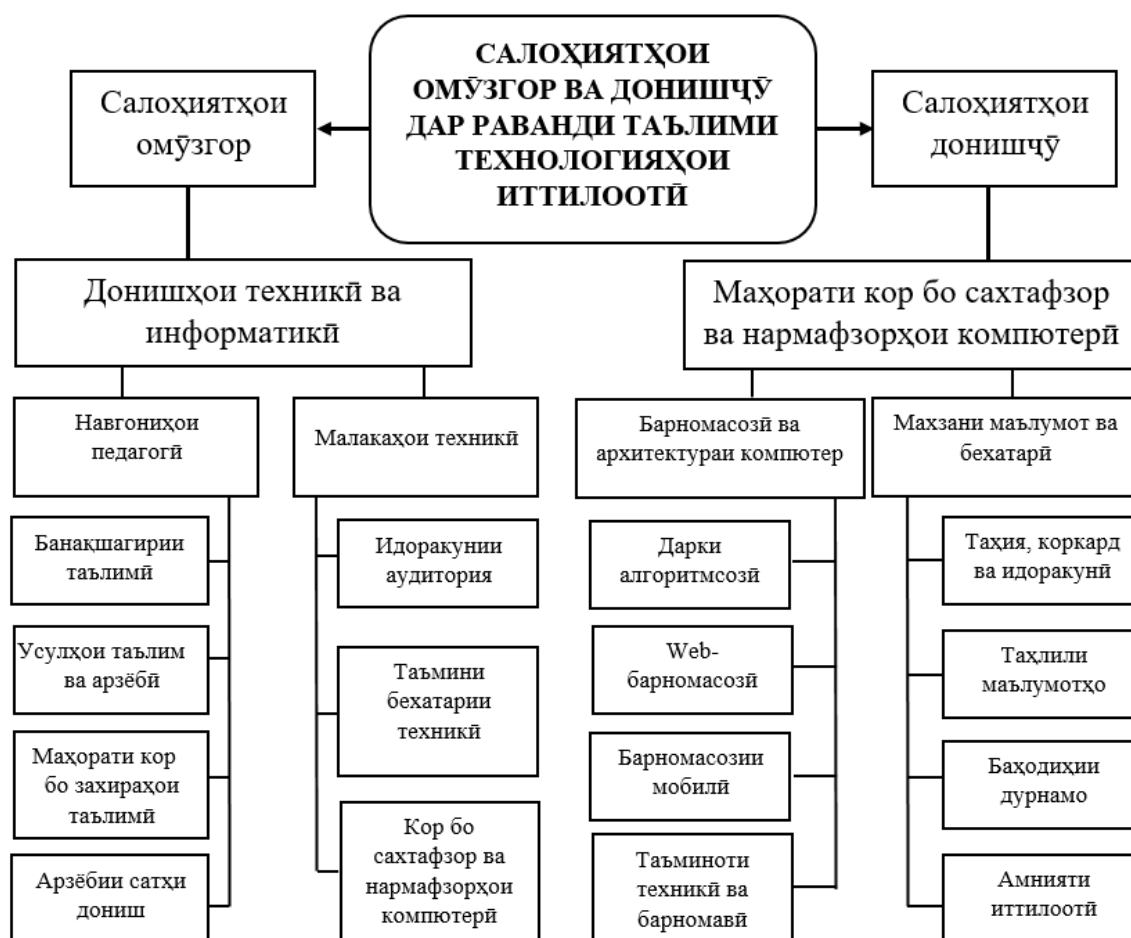 САЛОҲИЯТҲОИ
ОМӮЗГОР ВА ДОНИШҶӮ
ДАР РАВАНДИ ТАЪЛИМИ
ТЕХНОЛОГИЯҲОИ
ИТТИЛООТӢ
Салоҳиятҳои
омӯзгор
Салоҳиятҳои
донишҷӯ
Донишҳои техникӣ ва
информатикӣ
Маҳорати кор бо сахтафзор
ва нармафзорҳои компютерӣ
Навгониҳои
педагогӣ
Малакаҳои техникӣ
Барномасозӣ ва
архитектураи компютер
Махзани маълумот ва
бехатарӣ
Банақшагирии
таълимӣ
Усулҳои таълим
ва арзёбӣ
Маҳорати кор
бо захираҳои
таълимӣ
Арзёбии сатҳи
дониш
Идоракунии
аудитория
Таъмини
бехатарии
техникӣ
Кор бо
сахтафзор ва
нармафзорҳои
компютерӣ
Дарки
алгоритмсозӣ
Web-
барномасозӣ
Барномасозии
мобилӣ
Таъминоти
техникӣ ва
барномавӣ
Таҳия, коркард
ва идоракунӣ
Таҳлили
маълумотҳо
Баҳодиҳии
дурнамо
Амнияти
иттилоотӣ